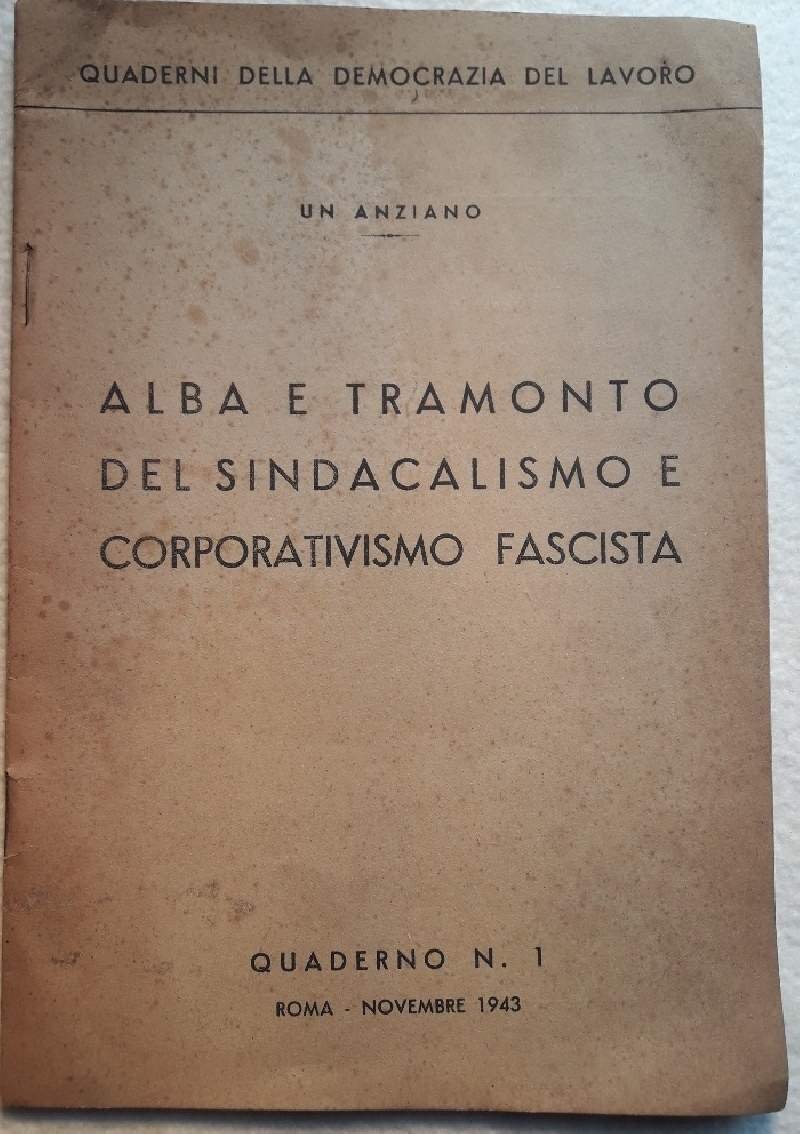 QUADERNI DELLA DEMOCRAZIA DEL LAVORO
UN ANZIANO
ALBA E TRAMONTO
DEL SINDACALISMO E
CORPORATIVISMO FASCISTA
QUADERNO N. 1
ROMA - NOVEMBRE 1943